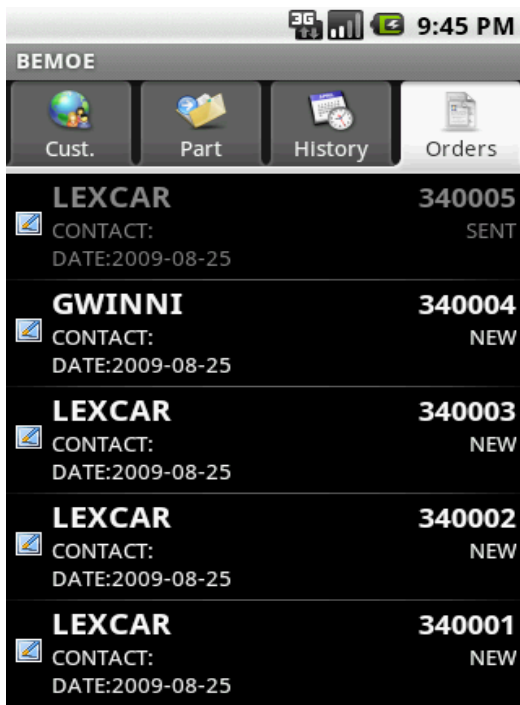 3G 9:45 PM
BEMOE
Cust. Part History Orders
LEXCAR 340005
CONTACT: SENT
DATE:2009-08-25
GWINNI 340004
CONTACT: NEW
DATE:2009-08-25
LEXCAR 340003
CONTACT: NEW
DATE:2009-08-25
LEXCAR 340002
CONTACT: NEW
DATE:2009-08-25
LEXCAR 340001
CONTACT: NEW
DATE:2009-08-25